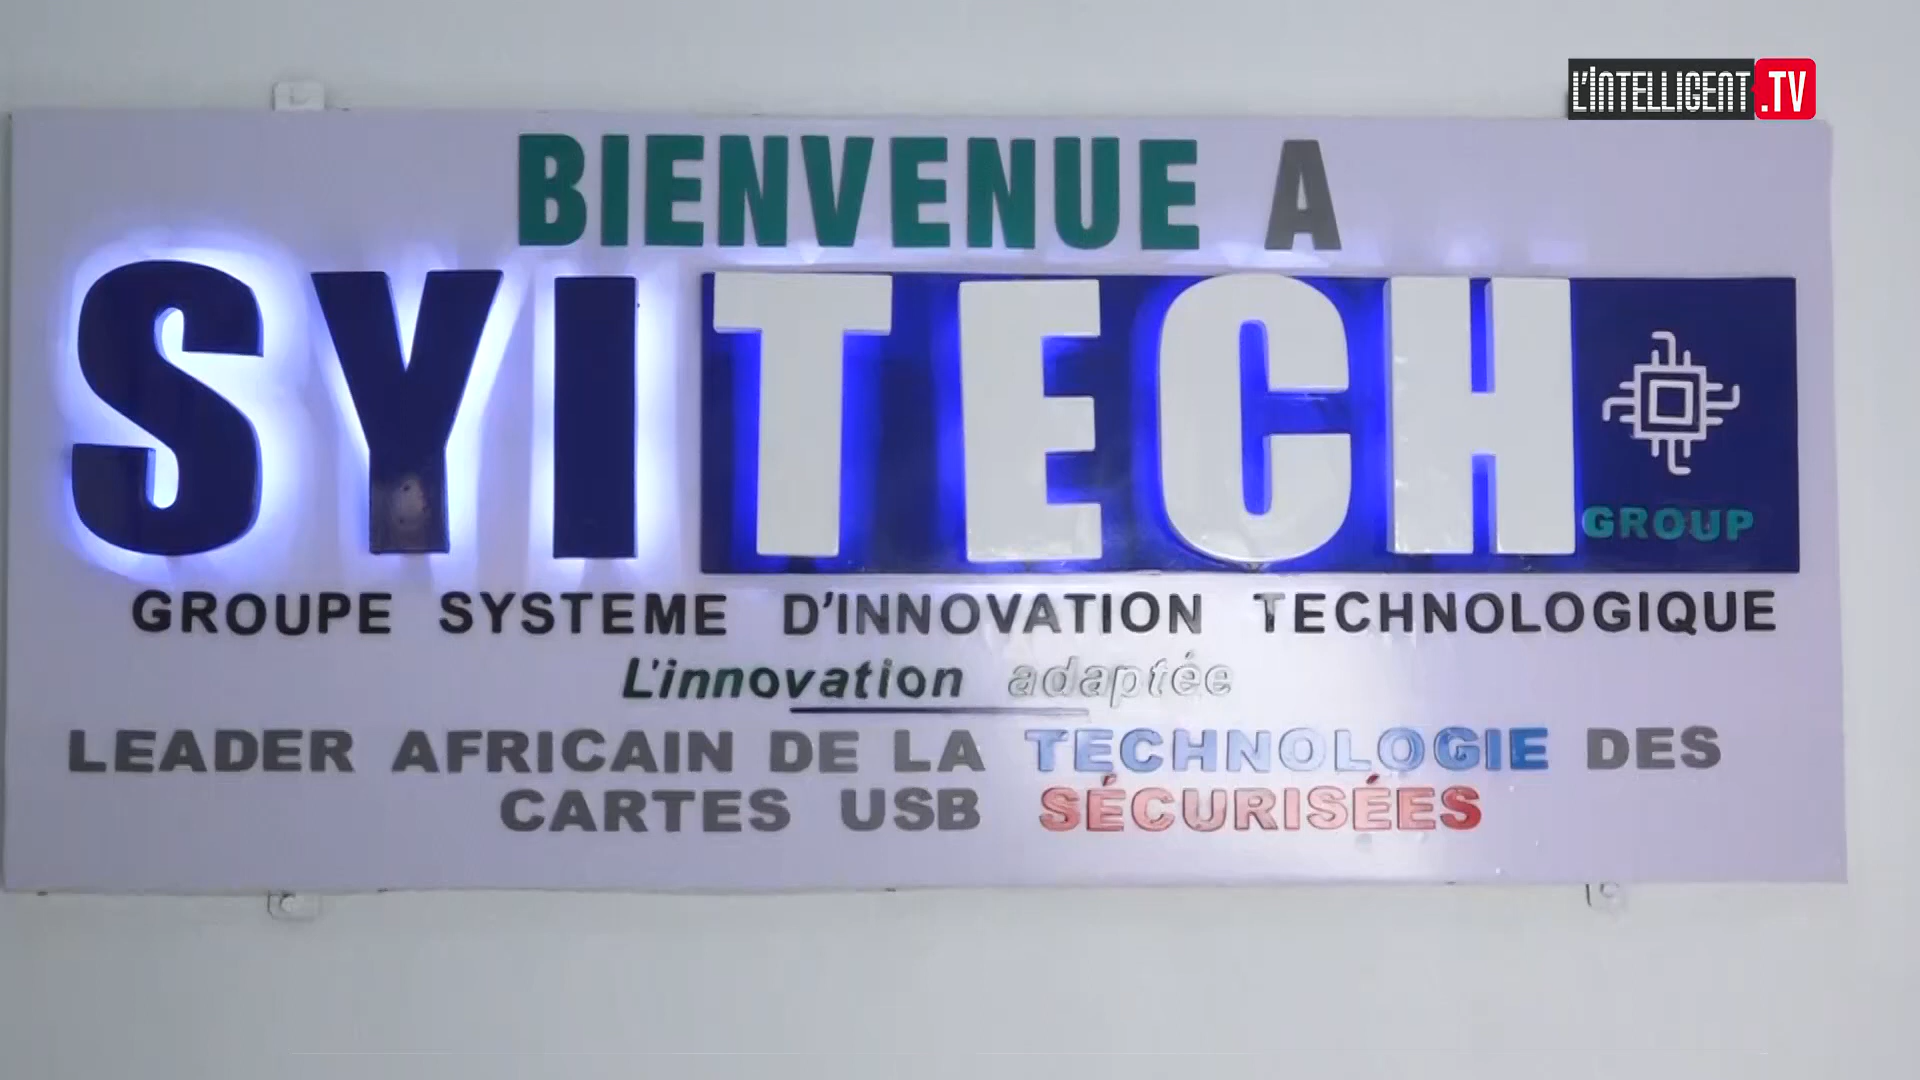 L'iNTELLIGENT.TV
BIENVENUE A
SYITECH
GROUP
GROUPE SYSTEME D'INNOVATION TECHNOLOGIQUE
L'innovation adaptée
LEADER AFRICAIN DE LA TECHNOLOGIE DES
CARTES USB SÉCURISÉES